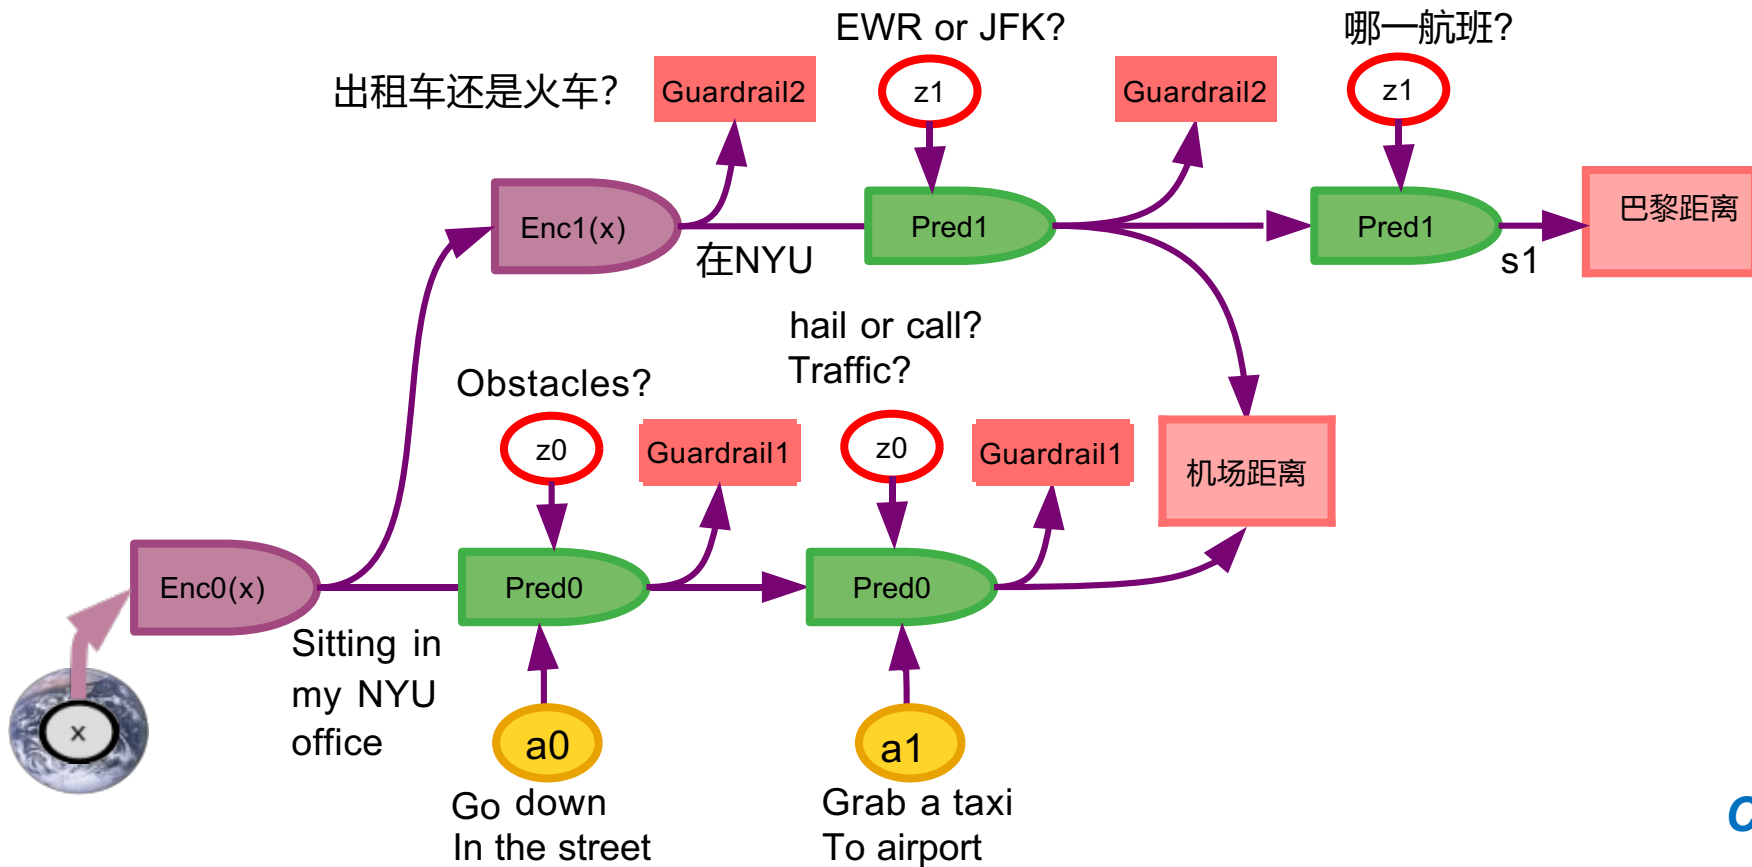 EWR or JFK?
哪一航班?
出租车还是火车?
Guardrail2
z1
Guardrail2
z1
Enc1(x)
Pred1
Pred1
巴黎距离
在NYU
s1
hail or call?
Traffic?
Obstacles?
z0
Guardrail1
z0
Guardrail1
机场距离
Enc0(x)
Pred0
Pred0
Sitting in
my NYU
office
x
a0
a1
Go down
In the street
Grab a taxi
To airport
C